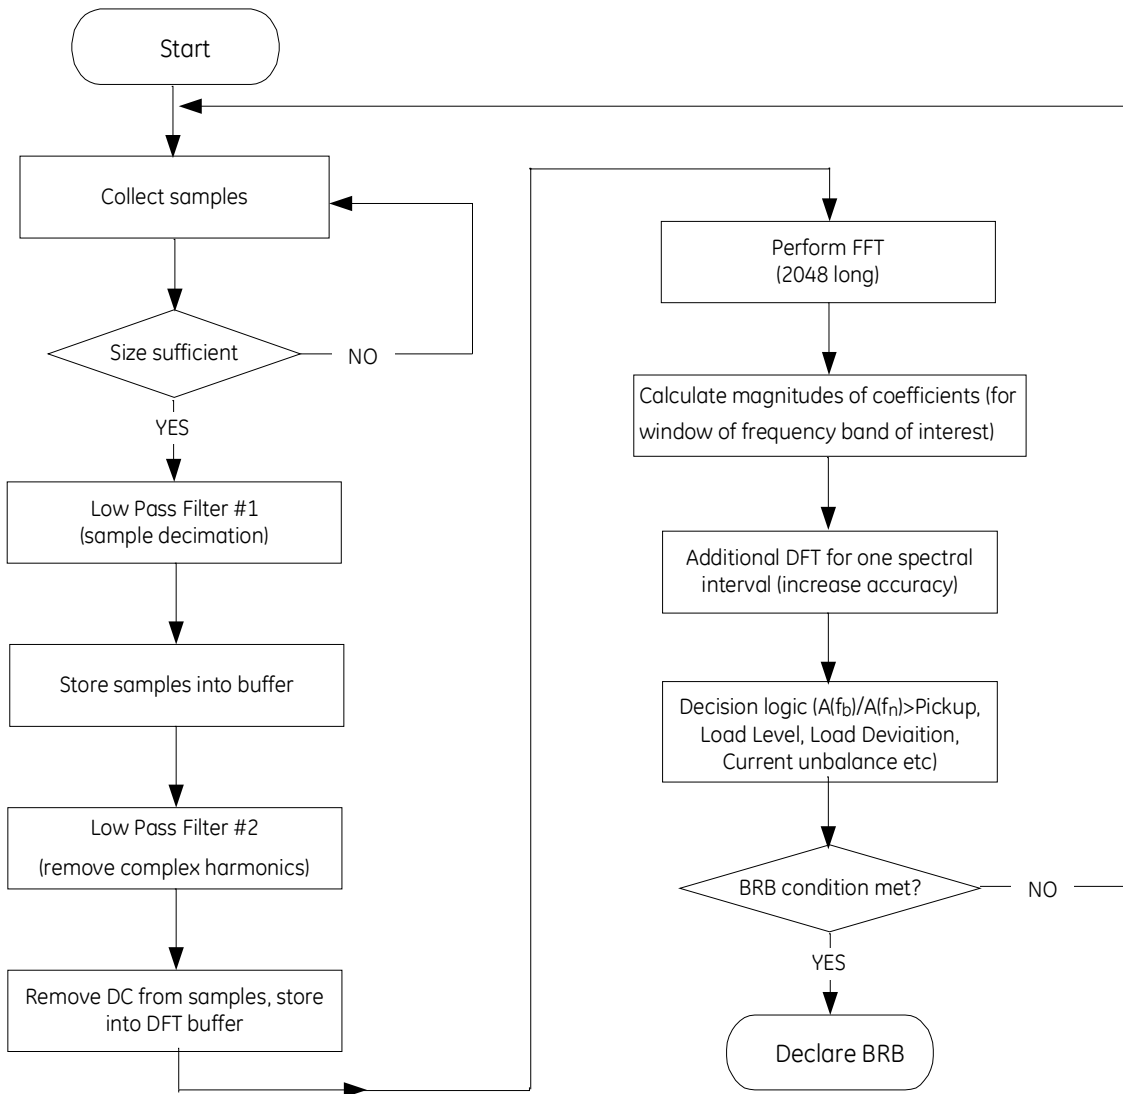 Start
Collect samples
Size sufficient
NO
YES
Low Pass Filter #1
(sample decimation)
Store samples into buffer
Low Pass Filter #2
(remove complex harmonics)
Remove DC from samples, store
into DFT buffer
Perform FFT
(2048 long)
Calculate magnitudes of coefficients (for
window of frequency band of interest)
Additional DFT for one spectral
interval (increase accuracy)
Decision logic (A(fb)/A(fn)>Pickup,
Load Level, Load Deviaition,
Current unbalance etc)
BRB condition met?
NO
YES
Declare BRB